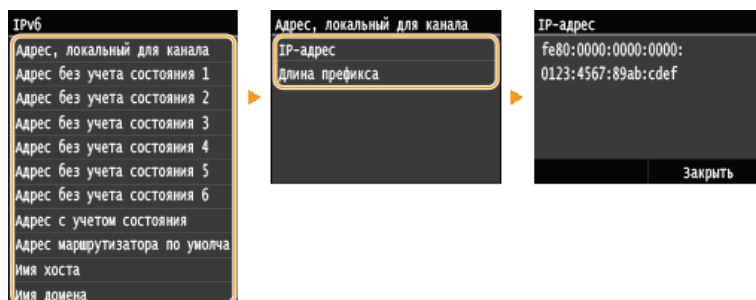 IPv6
Адрес, локальный для канала
Адрес без учета состояния 1
Адрес без учета состояния 2
Адрес без учета состояния 3
Адрес без учета состояния 4
Адрес без учета состояния 5
Адрес без учета состояния 6
Адрес с учетом состояния
Адрес маршрутизатора по умолча
Имя хоста
Имя домена
Адрес, локальный для канала
IP-адрес
Длина префикса
IP-адрес
fe80:0000:0000:0000:
0123:4567:89ab:cdef
Закрыть